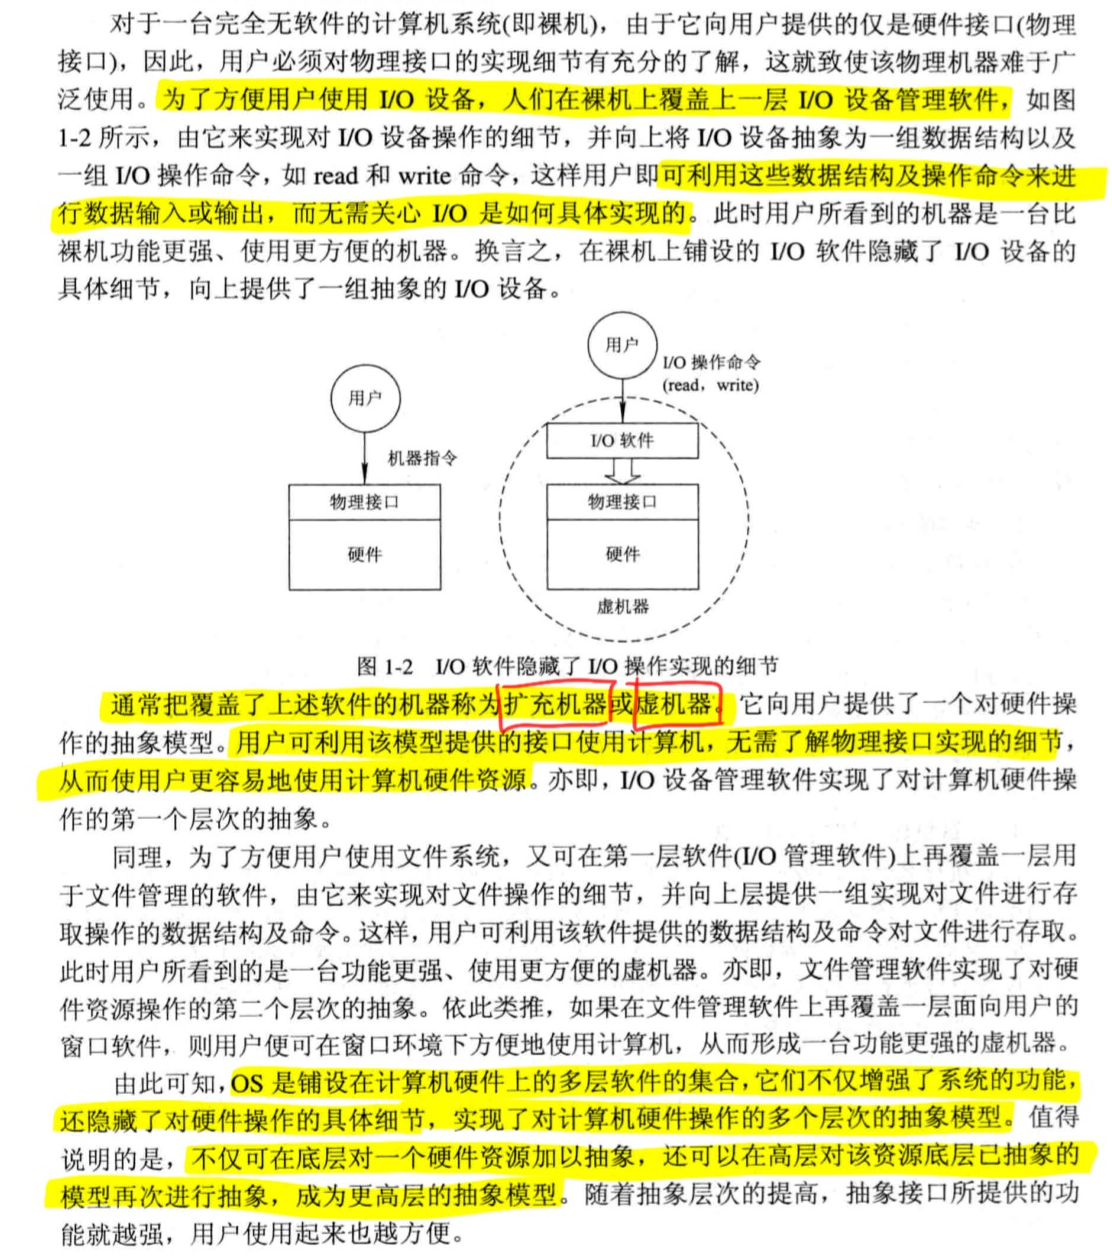 对于一台完全无软件的计算机系统(即裸机)，由于它向用户提供的仅是硬件接口(物理
接口)，因此，用户必须对物理接口的实现细节有充分的了解，这就致使该物理机器难于广
泛使用。为了方便用户使用 I/O 设备，人们在裸机上覆盖上一层 I/O 设备管理软件，如图
1-2 所示，由它来实现对 I/O 设备操作的细节，并向上将 I/O 设备抽象为一组数据结构以及
一组 I/O 操作命令，如 read 和 write 命令，这样用户即可利用这些数据结构及操作命令来进
行数据输入或输出，而无需关心 I/O 是如何具体实现的。此时用户所看到的机器是一台比
裸机功能更强、使用更方便的机器。换言之，在裸机上铺设的 I/O 软件隐藏了 I/O 设备的
具体细节，向上提供了一组抽象的 I/O 设备。
用户
机器指令
物理接口
硬件
用户
I/O 操作命令
(read，write)
I/O 软件
物理接口
硬件
虚机器
图 1-2 I/O 软件隐藏了 I/O 操作实现的细节
通常把覆盖了上述软件的机器称为扩充机器或虚机器。它向用户提供了一个对硬件操
作的抽象模型。用户可利用该模型提供的接口使用计算机，无需了解物理接口实现的细节，
从而使用户更容易地使用计算机硬件资源。亦即，I/O 设备管理软件实现了对计算机硬件操
作的第一个层次的抽象。
同理，为了方便用户使用文件系统，又可在第一层软件(I/O 管理软件)上再覆盖一层用
于文件管理的软件，由它来实现对文件操作的细节，并向上层提供一组实现对文件进行存
取操作的数据结构及命令。这样，用户可利用该软件提供的数据结构及命令对文件进行存取。
此时用户所看到的是一台功能更强、使用更方便的虚机器。亦即，文件管理软件实现了对硬
件资源操作的第二个层次的抽象。依此类推，如果在文件管理软件上再覆盖一层面向用户的
窗口软件，则用户便可在窗口环境下方便地使用计算机，从而形成一台功能更强的虚机器。
由此可知，OS 是铺设在计算机硬件上的多层软件的集合，它们不仅增强了系统的功能，
还隐藏了对硬件操作的具体细节，实现了对计算机硬件操作的多个层次的抽象模型。值得
说明的是，不仅可在底层对一个硬件资源加以抽象，还可以在高层对该资源底层已抽象的
模型再次进行抽象，成为更高层的抽象模型。随着抽象层次的提高，抽象接口所提供的功
能就越强，用户使用起来也越方便。